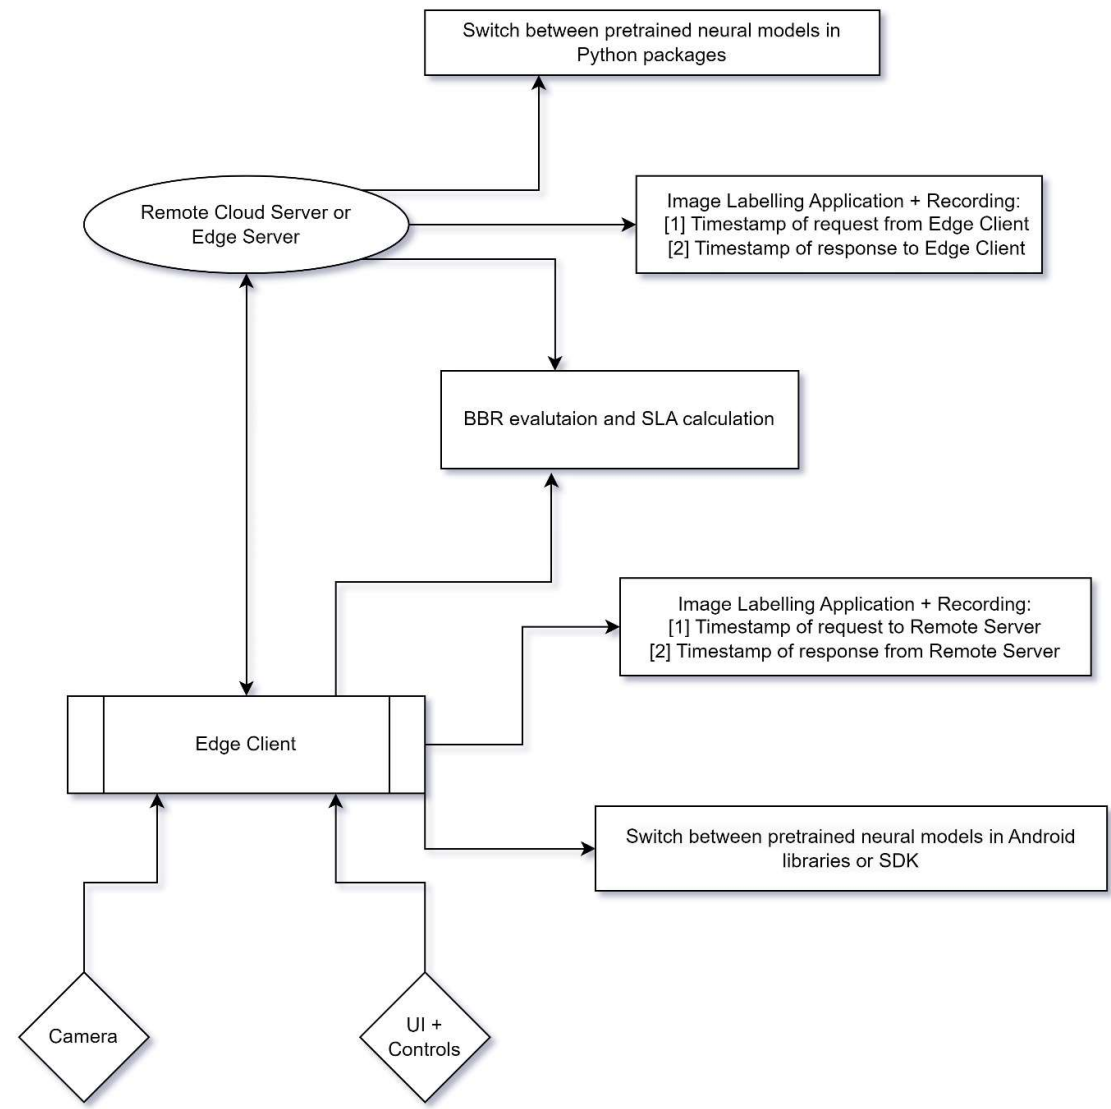 Switch between pretrained neural models in
Python packages
Remote Cloud Server or
Edge Server
Image Labelling Application + Recording:
[1] Timestamp of request from Edge Client
[2] Timestamp of response to Edge Client
BBR evalutaion and SLA calculation
Image Labelling Application + Recording:
[1] Timestamp of request to Remote Server
[2] Timestamp of response from Remote Server
Edge Client
Switch between pretrained neural models in Android
libraries or SDK
Camera
UI +
Controls